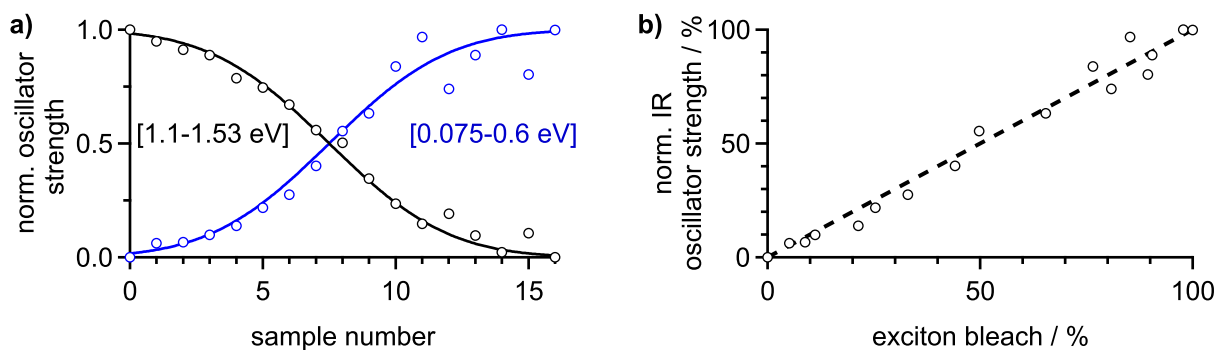 a)
norm. oscillator
strength
1.0
0.5
0.0
[1.1-1.53 eV]
[0.075-0.6 eV]
0
5
10
15
sample number
b)
norm. IR
oscillator strength / %
100
50
0
0
50
100
exciton bleach / %